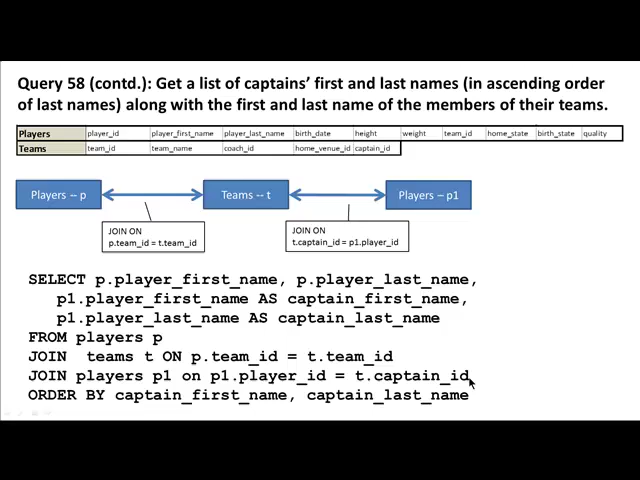 Query 58 (contd.): Get a list of captains’ first and last names (in ascending order
of last names) along with the first and last name of the members of their teams.
Players player_id player_first_name player_last_name birth_date height weight team_id home_state birth_state quality
Teams team_id team_name coach_id home_venue_id captain_id
Players -- p Teams -- t Players -- p1
JOIN ON
p.team_id = t.team_id
JOIN ON
t.captain_id = p1.player_id
SELECT p.player_first_name, p.player_last_name,
p1.player_first_name AS captain_first_name,
p1.player_last_name AS captain_last_name
FROM players p
JOIN teams t ON p.team_id = t.team_id
JOIN players p1 on p1.player_id = t.captain_id
ORDER BY captain_first_name, captain_last_name